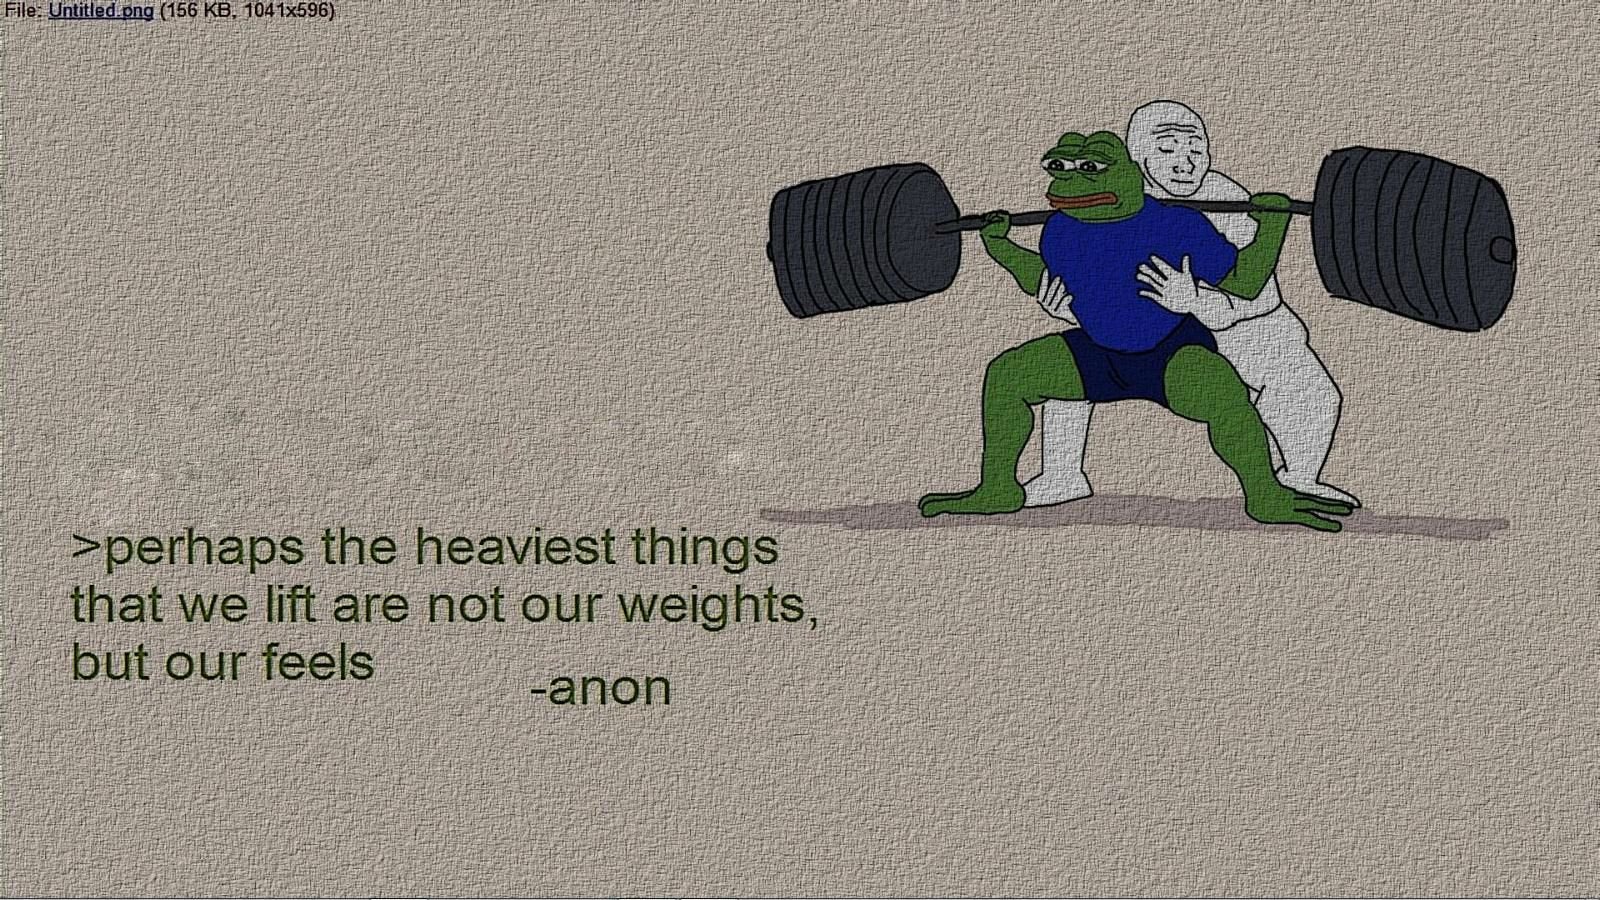 File: Untitled.png (156 KB, 1041x596)
>perhaps the heaviest things
that we lift are not our weights,
but our feels
-anon